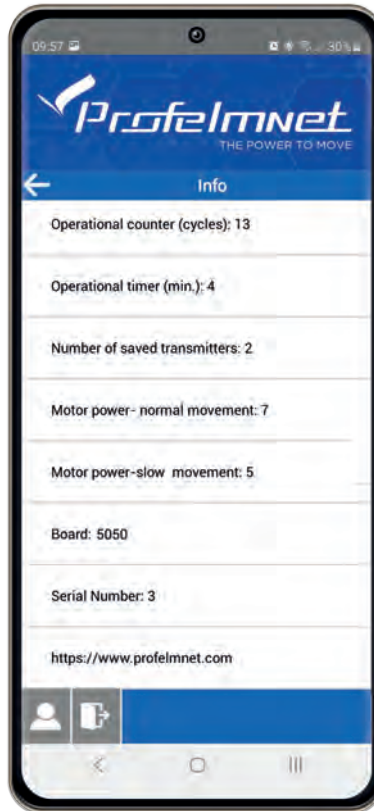 09:57
30%
Profelmnet
THE POWER TO MOVE
Info
Operational counter (cycles): 13
Operational timer (min.): 4
Number of saved transmitters: 2
Motor power- normal movement: 7
Motor power-slow  movement: 5
Board: 5050
Serial Number: 3
https://www.profelmnet.com